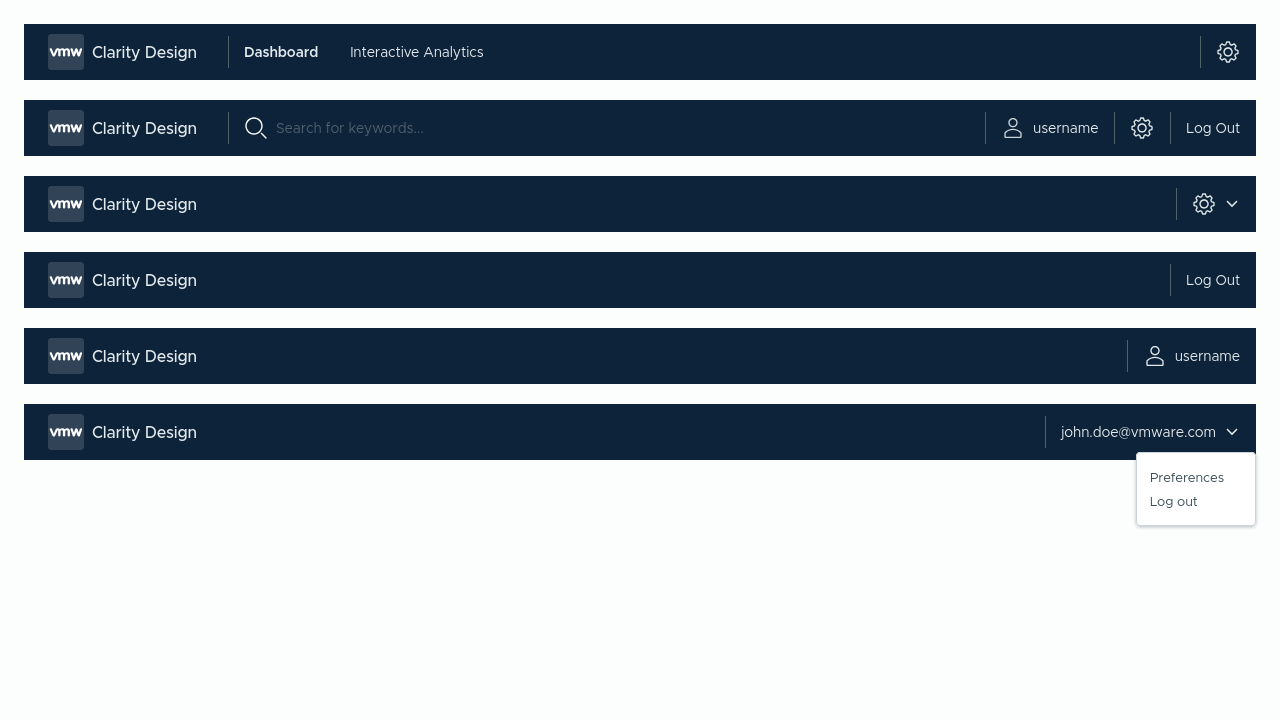 vmw Clarity Design Dashboard Interactive Analytics
vmw Clarity Design Search for keywords... username Log Out
vmw Clarity Design
vmw Clarity Design Log Out
vmw Clarity Design username
vmw Clarity Design john.doe@vmware.com
Preferences
Log out